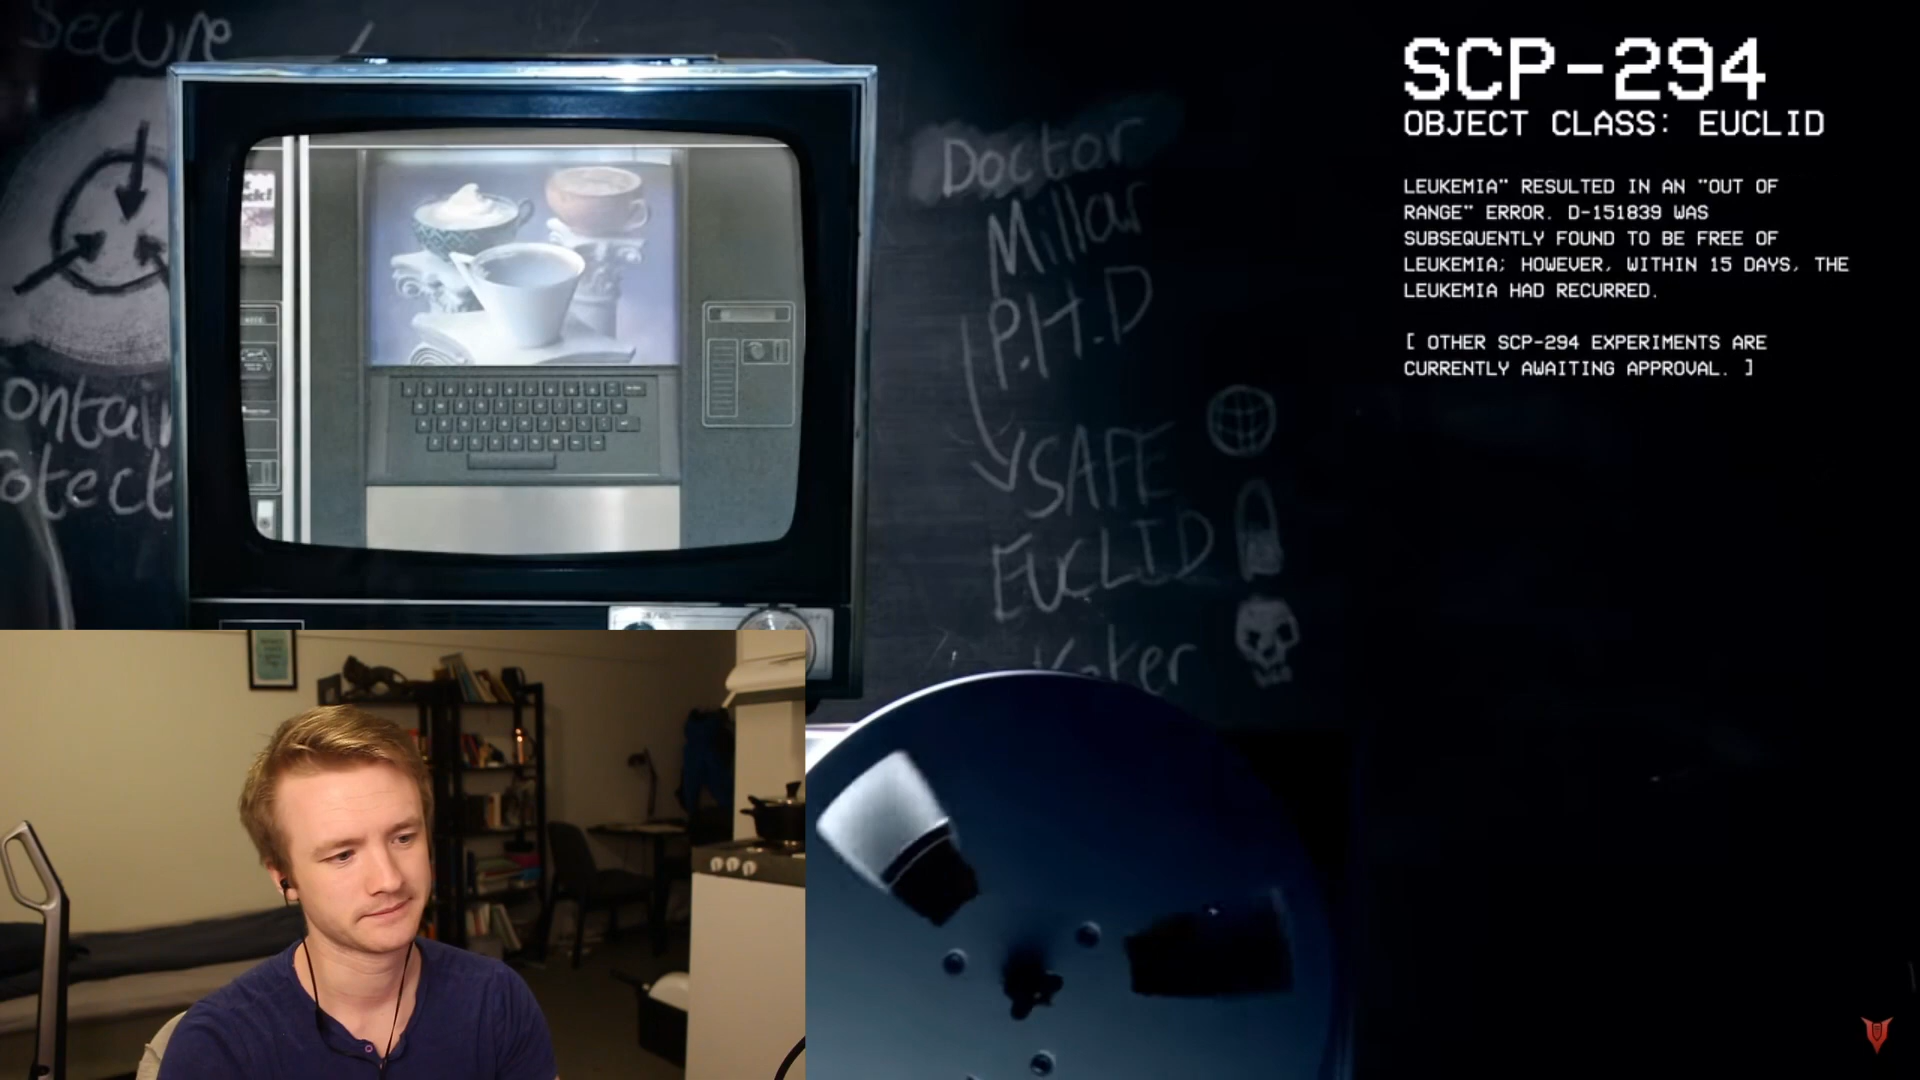 Secure
SCP-294
OBJECT CLASS: EUCLID
LEUKEMIA" RESULTED IN AN "OUT OF
RANGE" ERROR. D-151839 WAS
SUBSEQUENTLY FOUND TO BE FREE OF
LEUKEMIA; HOWEVER, WITHIN 15 DAYS, THE
LEUKEMIA HAD RECURRED.
[ OTHER SCP-294 EXPERIMENTS ARE
CURRENTLY AWAITING APPROVAL. ]
Doctor
Millar
P.H.D
ontain
otect
SAFE
EUCLID